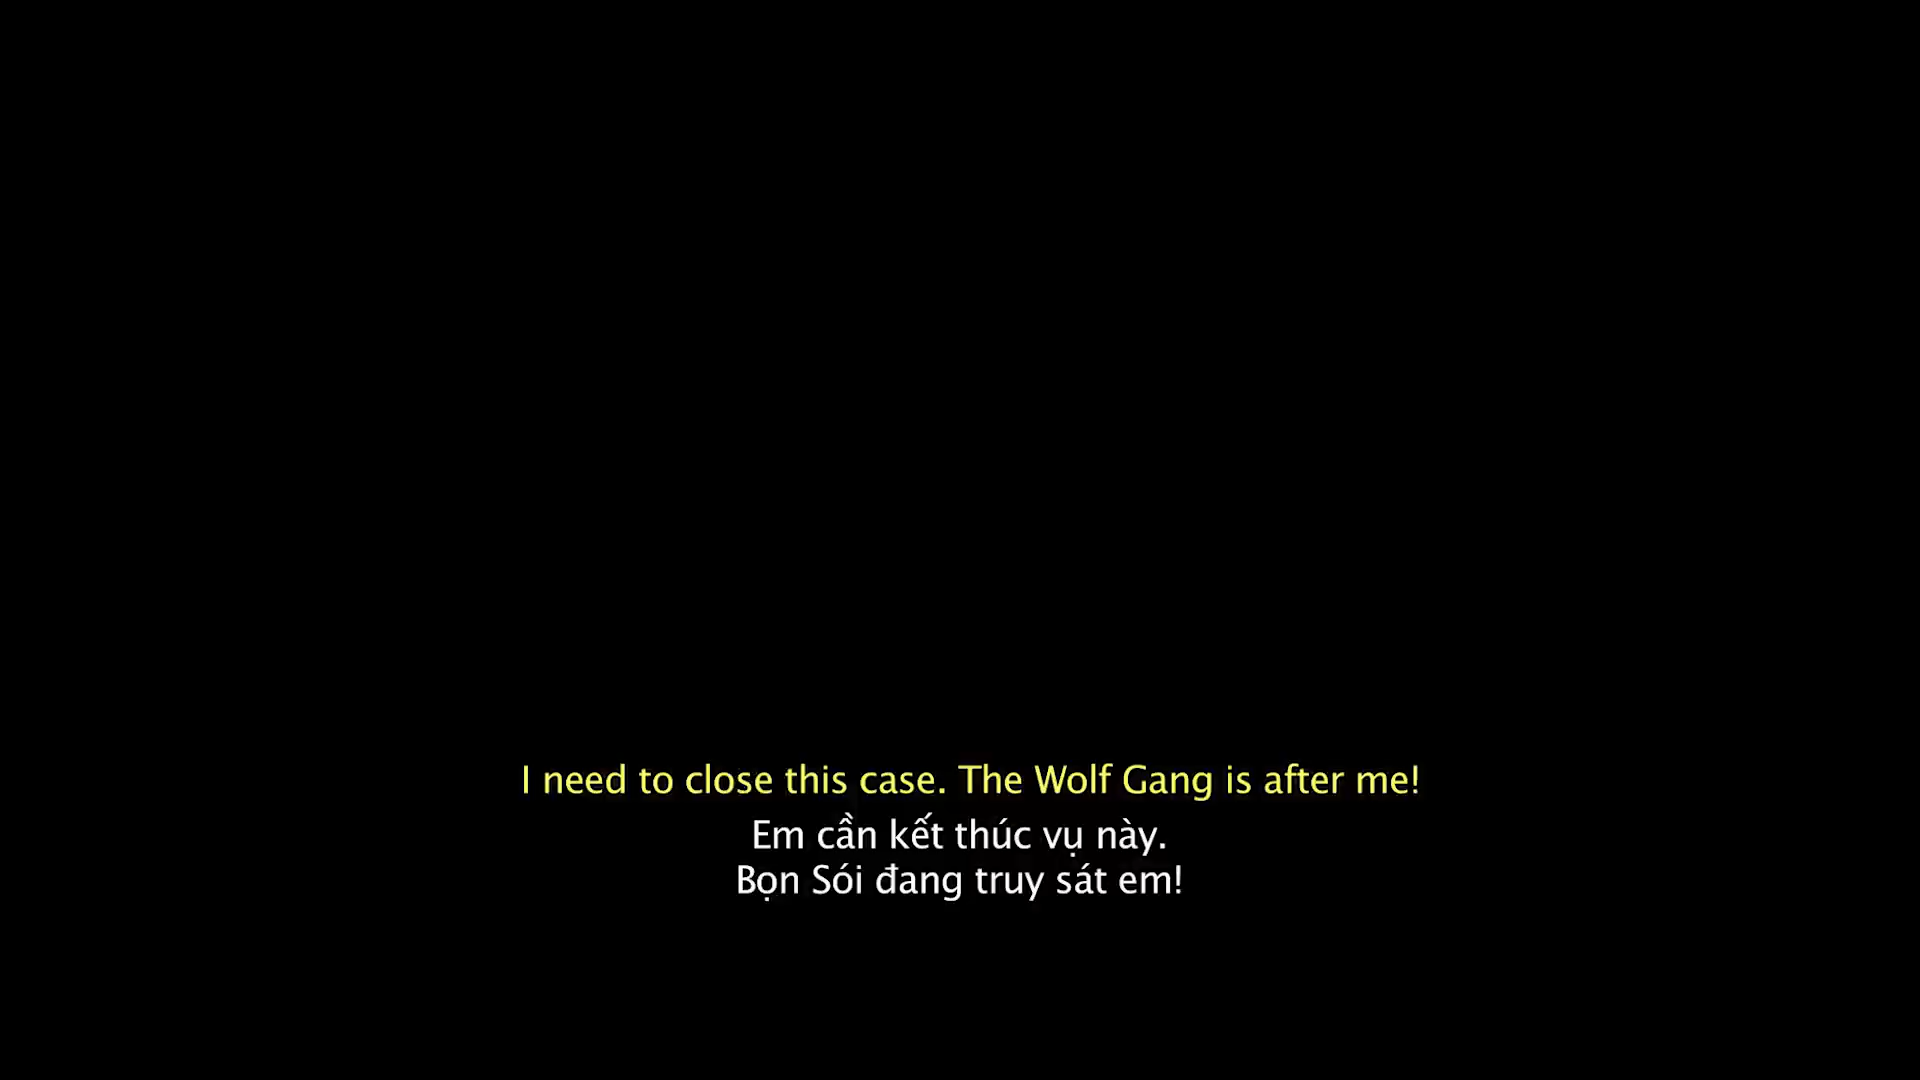 I need to close this case. The Wolf Gang is after me!
Em cần kết thúc vụ này.
Bọn Sói đang truy sát em!